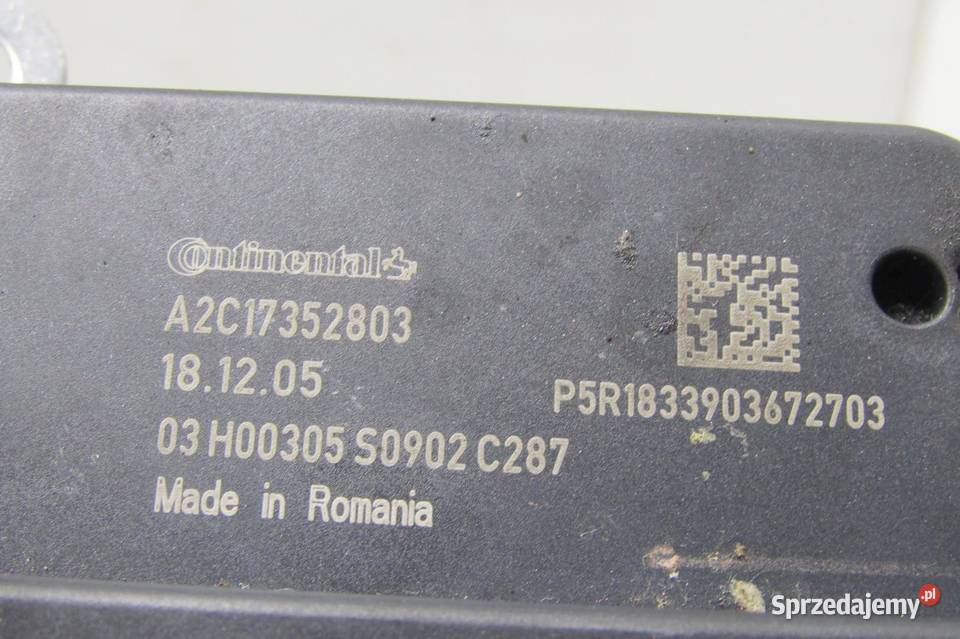 Continental
A2C17352803
18.12.05
03 H00305 S0902 C287
Made in Romania
P5R1833903672703
Sprzedajemy.pl